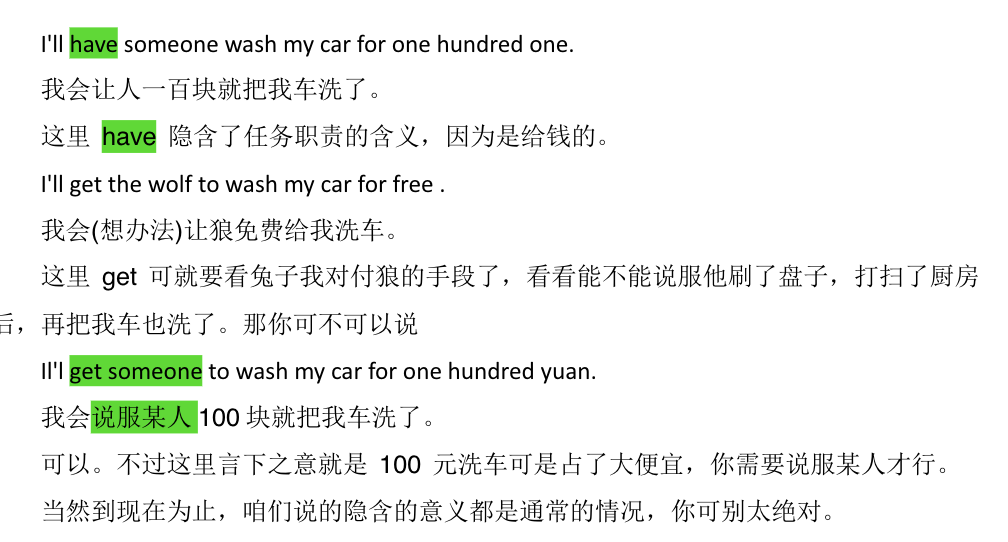 I'll have someone wash my car for one hundred one.
我会让人一百块就把我车洗了。
这里 have 隐含了任务职责的含义，因为是给钱的。
I'll get the wolf to wash my car for free .
我会(想办法)让狼免费给我洗车。
这里 get 可就要看兔子我对付狼的手段了，看看能不能说服他刷了盘子，打扫了厨房
后，再把我车也洗了。那你可不可以说
Il'l get someone to wash my car for one hundred yuan.
我会说服某人 100 块就把我车洗了。
可以。不过这里言下之意就是 100 元洗车可是占了大便宜，你需要说服某人才行。
当然到现在为止，咱们说的隐含的意义都是通常的情况，你可别太绝对。